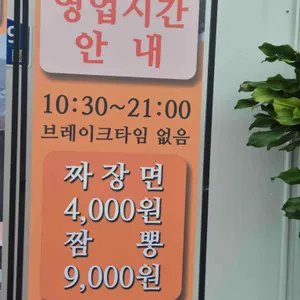 영업시간
안 내
10:30~21:00
브레이크타임 없음
짜장면
4,000원
짬 뽕
9,000원